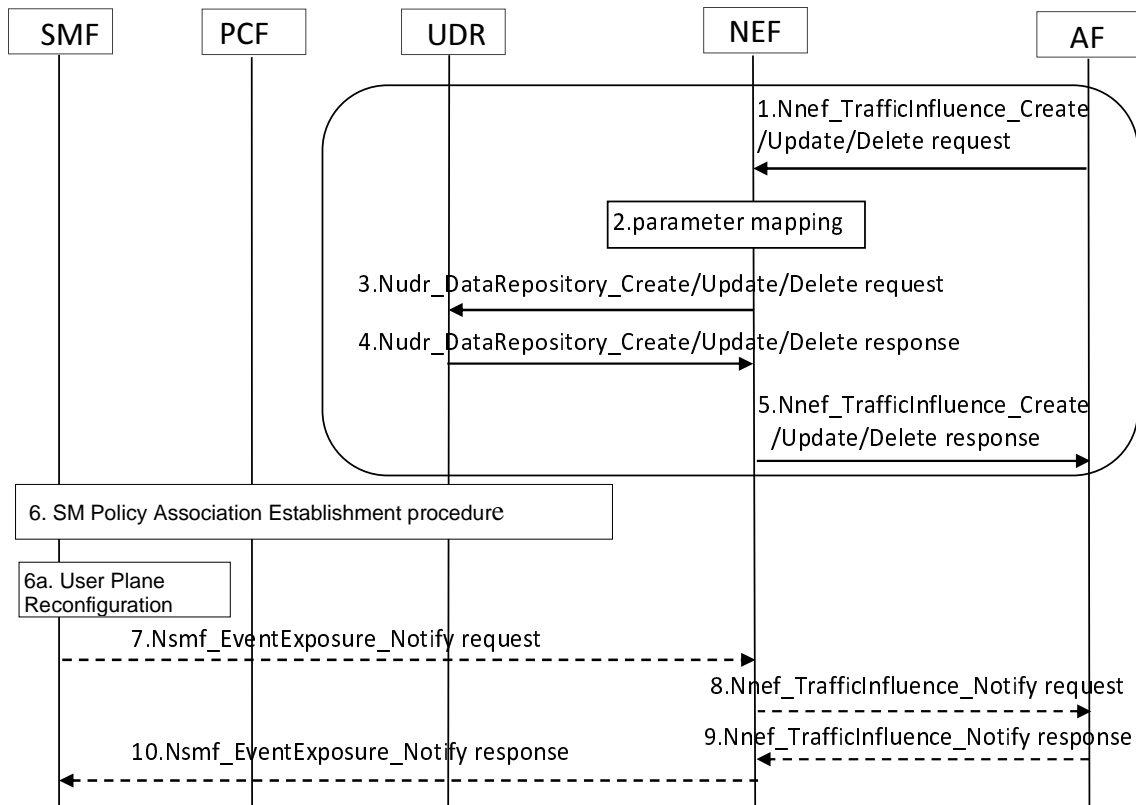 SMF
PCF
UDR
NEF
AF
1.Nnef_TrafficInfluence_Create
/Update/Delete request
2.parameter mapping
3.Nudr_DataRepository_Create/Update/Delete request
4.Nudr_DataRepository_Create/Update/Delete response
5.Nnef_TrafficInfluence_Create
/Update/Delete response
6. SM Policy Association Establishment procedure
6a. User Plane
Reconfiguration
7.Nsmf_EventExposure_Notify request
8.Nnef_TrafficInfluence_Notify request
9.Nnef_TrafficInfluence_Notify response
10.Nsmf_EventExposure_Notify response